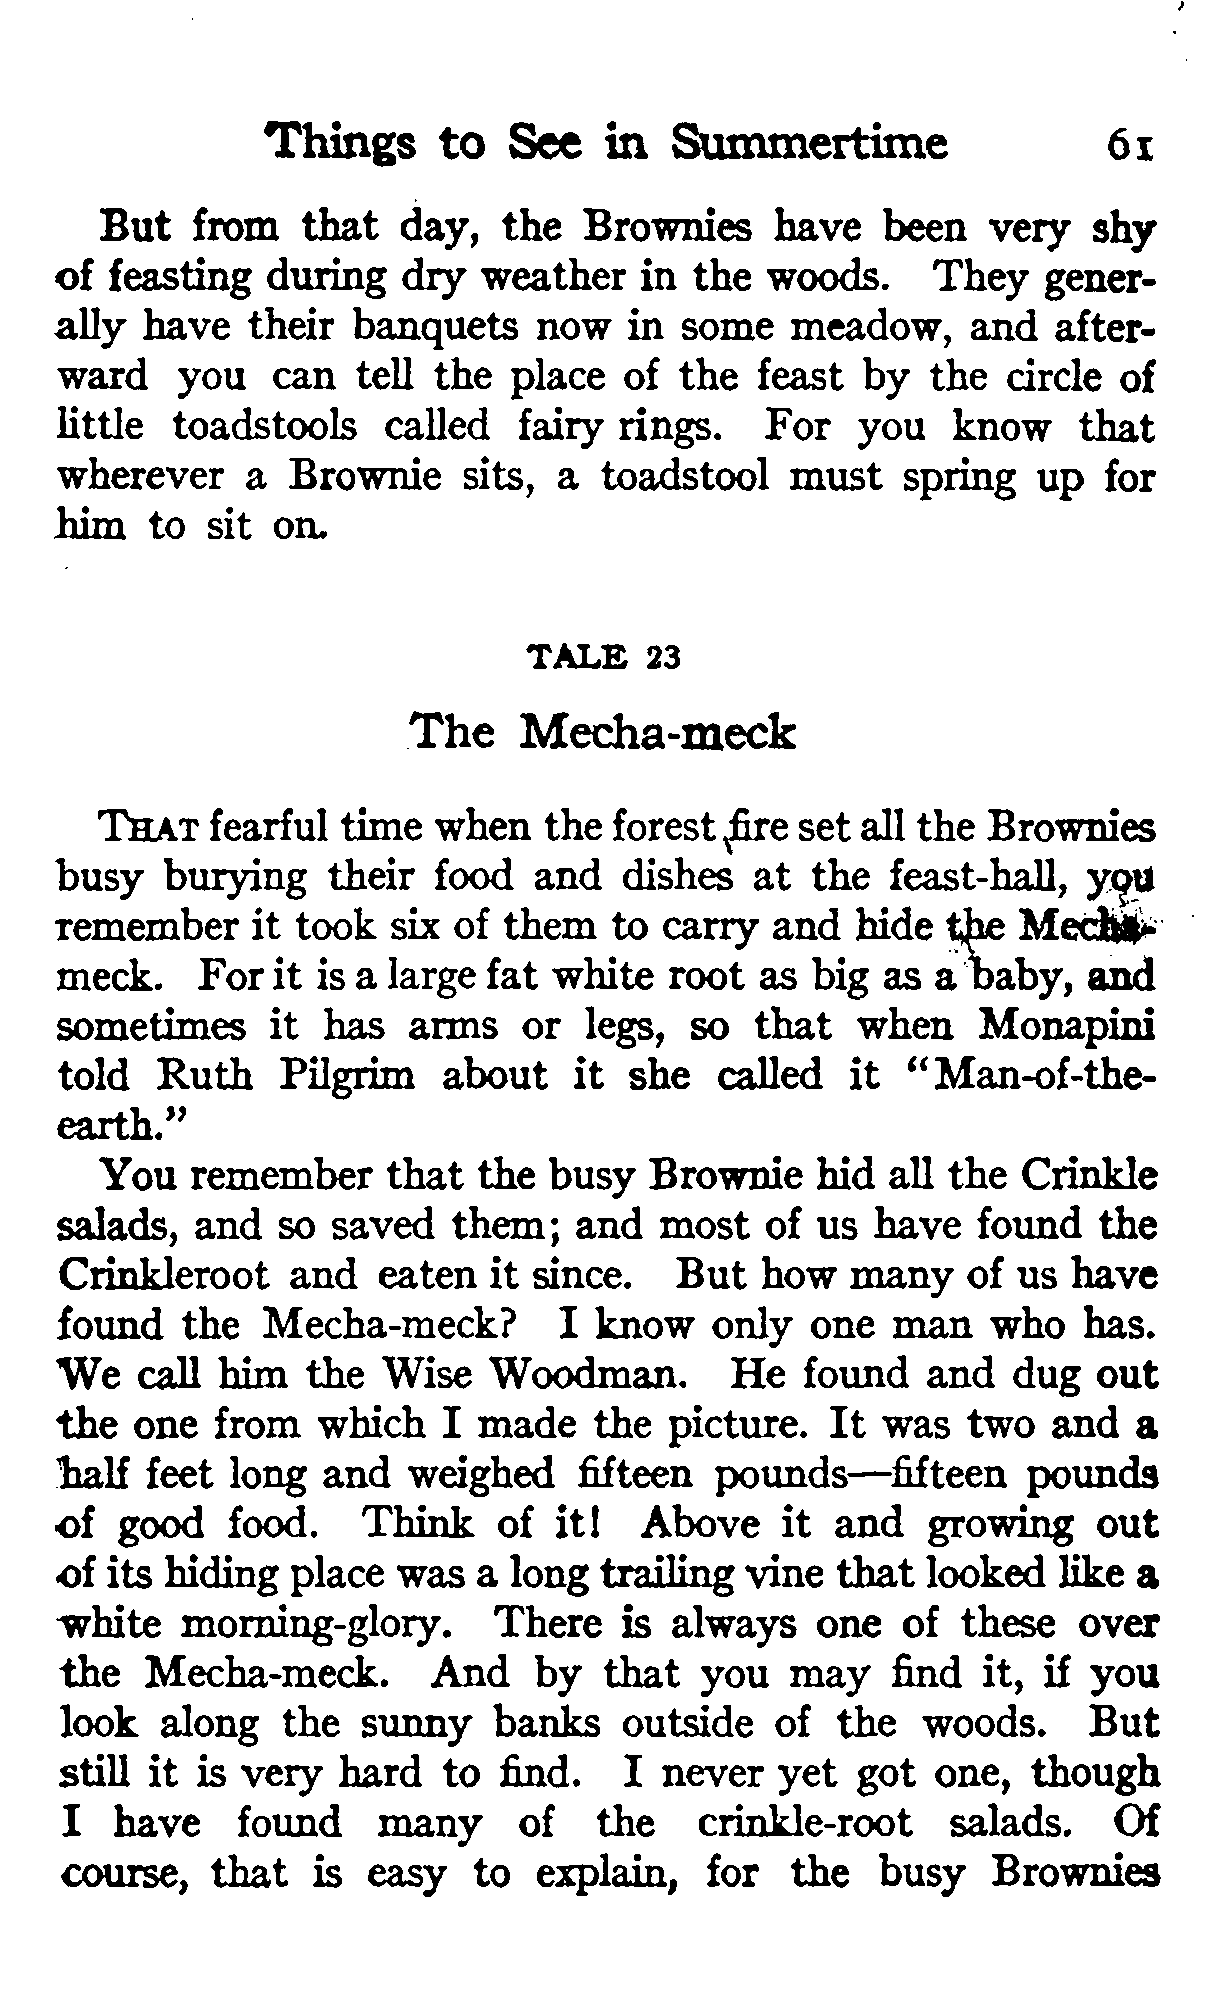 Things to See in Summertime 61
But from that day, the Brownies have been very shy
of feasting during dry weather in the woods. They gener-
ally have their banquets now in some meadow, and after-
ward you can tell the place of the feast by the circle of
little toadstools called fairy rings. For you know that
wherever a Brownie sits, a toadstool must spring up for
him to sit on.
TALE 23
The Mecha-meck
THAT fearful time when the forest fire set all the Brownies
busy burying their food and dishes at the feast-hall, you
remember it took six of them to carry and hide the Mecha-
meck. For it is a large fat white root as big as a baby, and
sometimes it has arms or legs, so that when Monapini
told Ruth Pilgrim about it she called it "Man-of-the-
earth."
You remember that the busy Brownie hid all the Crinkle
salads, and so saved them; and most of us have found the
Crinkleroot and eaten it since. But how many of us have
found the Mecha-meck? I know only one man who has.
We call him the Wise Woodman. He found and dug out
the one from which I made the picture. It was two and a
half feet long and weighed fifteen pounds—fifteen pounds
of good food. Think of it! Above it and growing out
of its hiding place was a long trailing vine that looked like a
white morning-glory. There is always one of these over
the Mecha-meck. And by that you may find it, if you
look along the sunny banks outside of the woods. But
still it is very hard to find. I never yet got one, though
I have found many of the crinkle-root salads. Of
course, that is easy to explain, for the busy Brownies